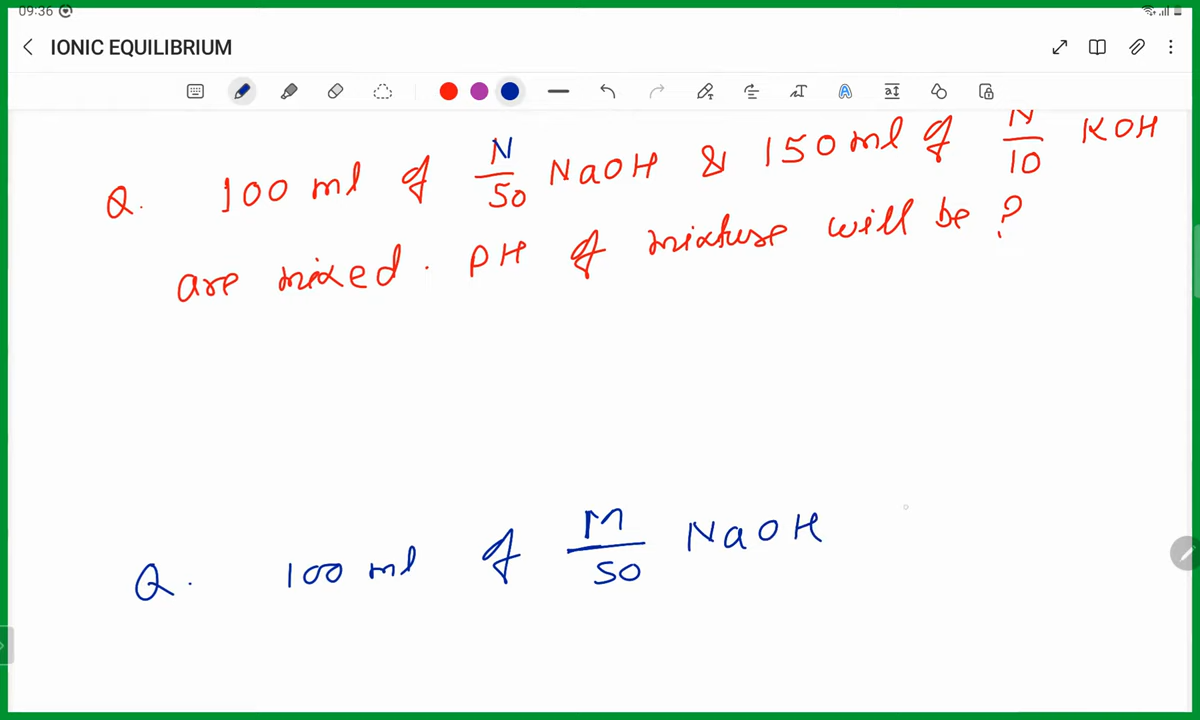 09:36
IONIC EQUILIBRIUM
Q. 100 ml of N/50 NaOH & 150 ml of N/10 KOH
are mixed. PH of mixture will be ?
Q. 100 ml of M/50 NaOH